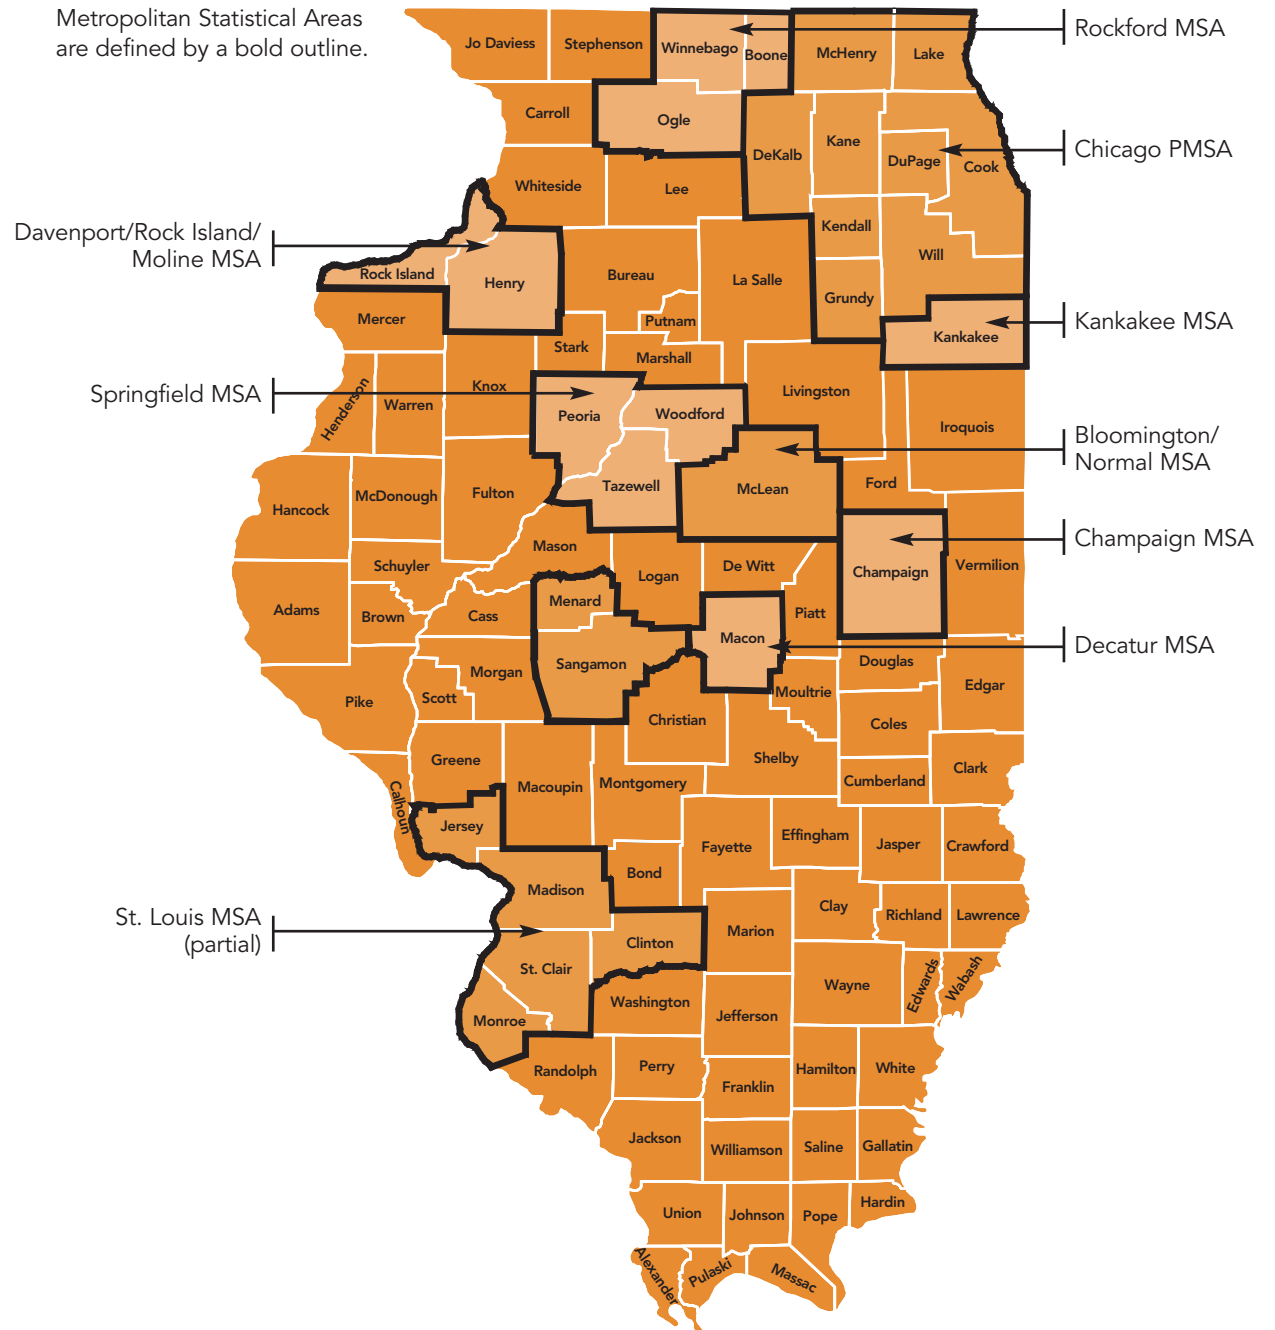 Metropolitan Statistical Areas
are defined by a bold outline.
Rockford MSA
Chicago PMSA
Davenport/Rock Island/
Moline MSA
Kankakee MSA
Springfield MSA
Bloomington/
Normal MSA
Champaign MSA
Decatur MSA
St. Louis MSA
(partial)
Jo Daviess
Stephenson
Winnebago
Boone
McHenry
Lake
Carroll
Ogle
DeKalb
Kane
DuPage
Cook
Whiteside
Lee
Kendall
Will
Rock Island
Henry
Bureau
La Salle
Grundy
Mercer
Putnam
Kankakee
Stark
Marshall
Henderson
Warren
Knox
Peoria
Woodford
Livingston
Iroquois
Hancock
McDonough
Fulton
Tazewell
McLean
Ford
Mason
Schuyler
Logan
De Witt
Champaign
Vermilion
Adams
Brown
Cass
Menard
Macon
Piatt
Sangamon
Douglas
Pike
Scott
Morgan
Christian
Moultrie
Edgar
Coles
Greene
Macoupin
Montgomery
Shelby
Cumberland
Clark
Calhoun
Jersey
Fayette
Effingham
Jasper
Crawford
Madison
Bond
Clay
Richland
Lawrence
Clinton
Marion
St. Clair
Wayne
Edwards
Wabash
Monroe
Washington
Jefferson
Randolph
Perry
Franklin
Hamilton
White
Jackson
Williamson
Saline
Gallatin
Union
Johnson
Pope
Hardin
Alexander
Pulaski
Massac